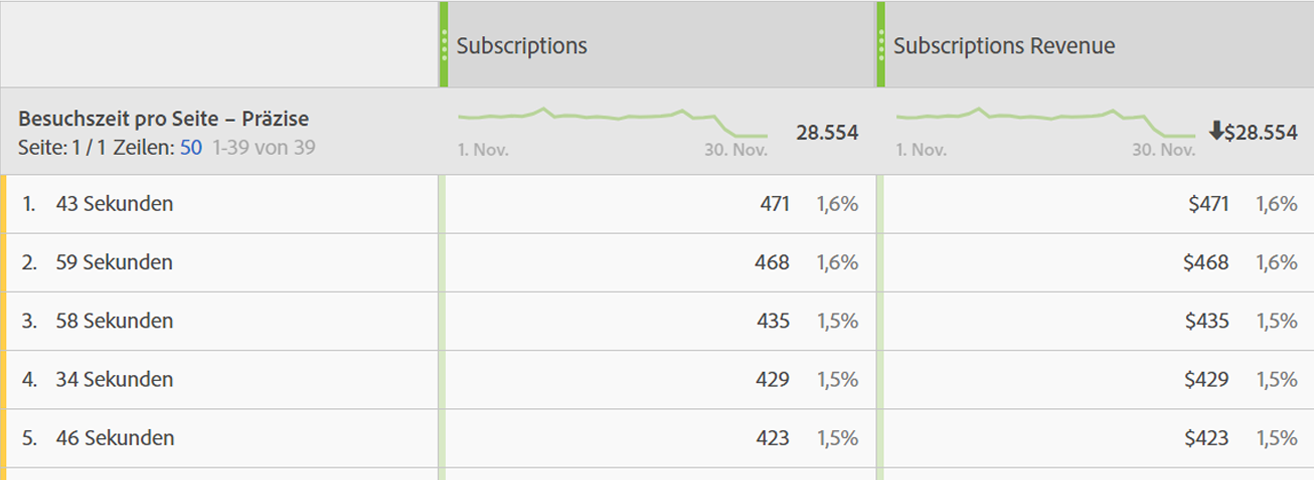 Subscriptions Subscriptions Revenue
Besuchszeit pro Seite – Präzise
Seite: 1 / 1 Zeilen: 50 1-39 von 39
28.554 $28.554
1. Nov. 30. Nov. 1. Nov. 30. Nov.
1. 43 Sekunden 471 1,6% $471 1,6%
2. 59 Sekunden 468 1,6% $468 1,6%
3. 58 Sekunden 435 1,5% $435 1,5%
4. 34 Sekunden 429 1,5% $429 1,5%
5. 46 Sekunden 423 1,5% $423 1,5%